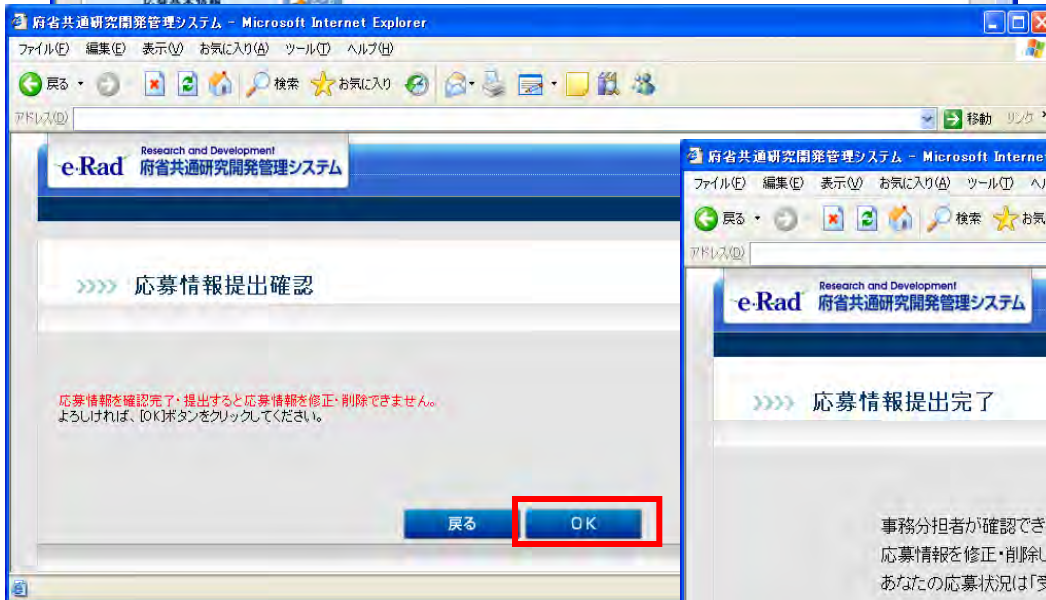 府省共通研究開発管理システム - Microsoft Internet Explorer
ファイル(F) 編集(E) 表示(V) お気に入り(A) ツール(T) ヘルプ(H)
戻る 検索 お気に入り
アドレス(D) 移動 リンク
e-Rad Research and Development
府省共通研究開発管理システム
>>>> 応募情報提出確認
応募情報を確認完了・提出すると応募情報を修正・削除できません。
よろしければ、[OK]ボタンをクリックしてください。
戻る OK
府省共通研究開発管理システム - Microsoft Interne
ファイル(F) 編集(E) 表示(V) お気に入り(A) ツール(T)
戻る 検索 お気
アドレス(D)
e-Rad Research and Development
府省共通研究開発管理システム
>>>> 応募情報提出完了
事務分担者が確認でき
応募情報を修正・削除し
あなたの応募状況は「受